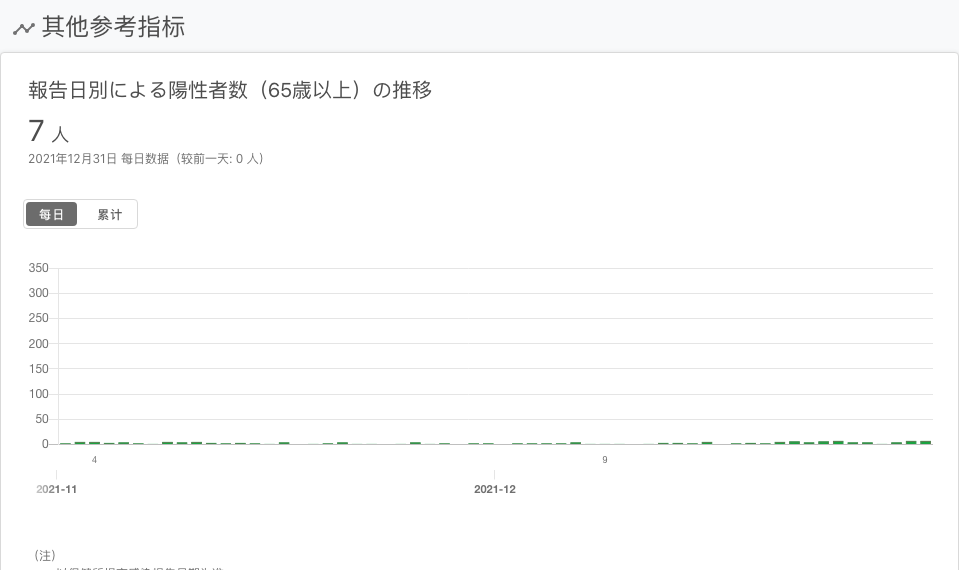 其他参考指标
報告日別による陽性者数（65歳以上）の推移
7 人
2021年12月31日 每日数据（较前一天: 0 人）
每日 累计
350
300
250
200
150
100
50
0
4 9
2021-11 2021-12
（注）